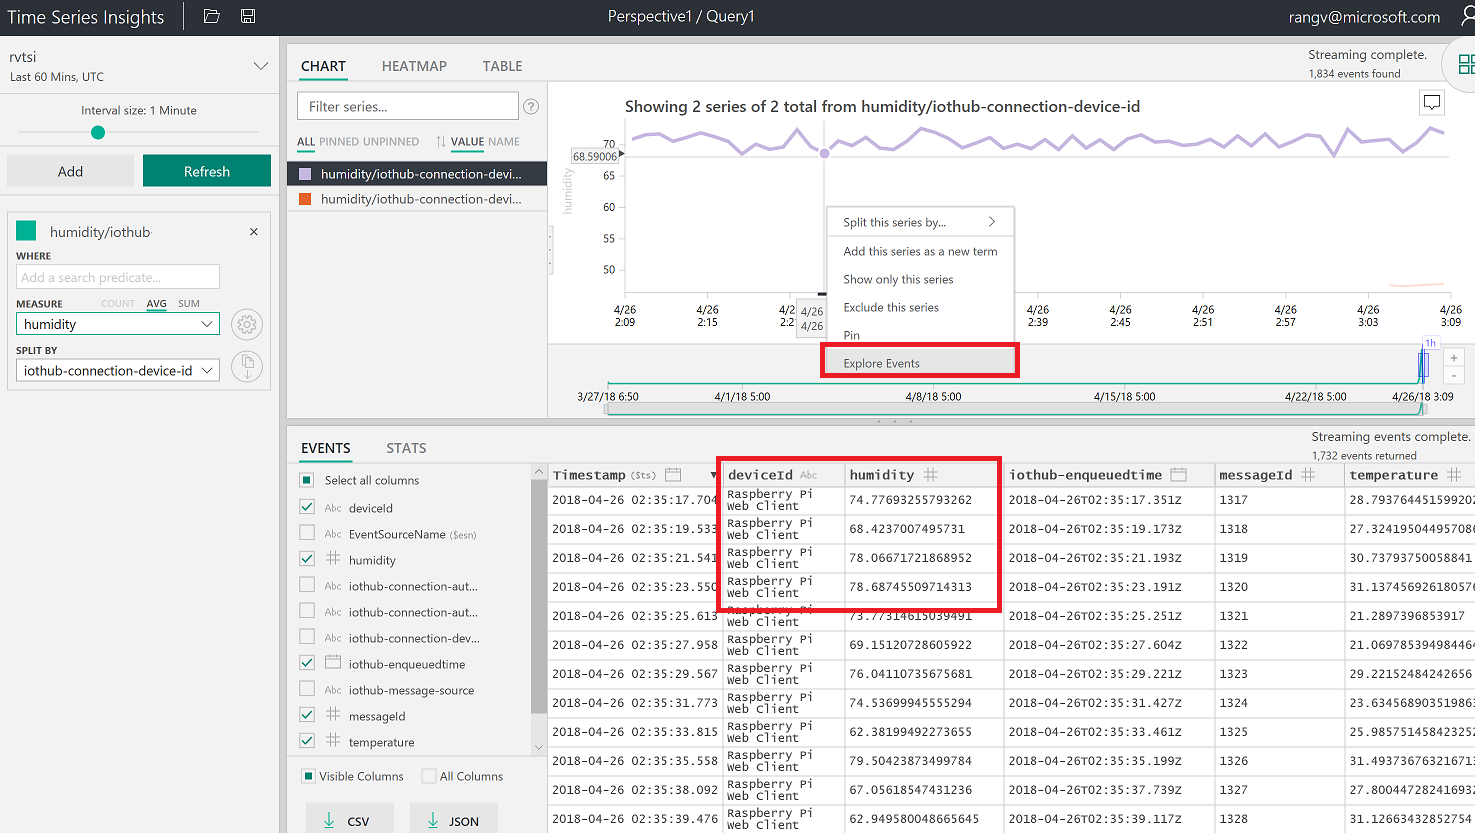 Time Series Insights
Perspective1 / Query1
rangv@microsoft.com
rvtsi
Last 60 Mins, UTC
Interval size: 1 Minute
Add
Refresh
humidity/iothub-
WHERE
Add a search predicate...
MEASURE COUNT AVG SUM
humidity
SPLIT BY
iothub-connection-device-id
CHART HEATMAP TABLE
Streaming complete.
1,834 events found
Filter series...
ALL PINNED UNPINNED VALUE NAME
humidity/iothub-connection-devi...
humidity/iothub-connection-devi...
Showing 2 series of 2 total from humidity/iothub-connection-device-id
humidity
70
68.59006
65
60
55
50
4/26 2:09
4/26 2:15
4/26
4/26
4/26 2:39
4/26 2:45
4/26 2:51
4/26 2:57
4/26 3:03
4/26 3:09
Split this series by...
Add this series as a new term
Show only this series
Exclude this series
Pin
Explore Events
1h
+
-
3/27/18 6:50
4/1/18 5:00
4/8/18 5:00
4/15/18 5:00
4/22/18 5:00
4/26/18 3:09
EVENTS STATS
Streaming events complete.
1,732 events returned
Select all columns
Abc deviceId
Abc EventSourceName ($esn)
humidity
Abc iothub-connection-aut...
Abc iothub-connection-aut...
Abc iothub-connection-dev...
iothub-enqueuedtime
Abc iothub-message-source
messageId
temperature
Visible Columns All Columns
CSV JSON
Timestamp ($ts) deviceId Abc humidity iothub-enqueuedtime messageId temperature
2018-04-26 02:35:17.704 Raspberry Pi Web Client 74.77693255793262 2018-04-26T02:35:17.351Z 1317 28.793764451599202
2018-04-26 02:35:19.533 Raspberry Pi Web Client 68.4237007495731 2018-04-26T02:35:19.173Z 1318 27.324195044957086
2018-04-26 02:35:21.541 Raspberry Pi Web Client 78.06671721868952 2018-04-26T02:35:21.193Z 1319 30.73793750058841
2018-04-26 02:35:23.550 Raspberry Pi Web Client 78.68745509714313 2018-04-26T02:35:23.191Z 1320 31.137456926180576
2018-04-26 02:35:25.613 Raspberry Pi Web Client 73.77314615039491 2018-04-26T02:35:25.251Z 1321 21.2897396853917
2018-04-26 02:35:27.958 Raspberry Pi Web Client 69.15120728605922 2018-04-26T02:35:27.604Z 1322 21.069785394984464
2018-04-26 02:35:29.567 Raspberry Pi Web Client 76.04110735675681 2018-04-26T02:35:29.221Z 1323 29.22152484242656
2018-04-26 02:35:31.773 Raspberry Pi Web Client 74.53699945555294 2018-04-26T02:35:31.427Z 1324 23.634568903519863
2018-04-26 02:35:33.815 Raspberry Pi Web Client 62.38199492273655 2018-04-26T02:35:33.461Z 1325 25.985751458423252
2018-04-26 02:35:35.558 Raspberry Pi Web Client 79.50423873499784 2018-04-26T02:35:35.199Z 1326 31.493736763216713
2018-04-26 02:35:38.092 Raspberry Pi Web Client 67.05618547431236 2018-04-26T02:35:37.739Z 1327 27.800447282416932
2018-04-26 02:35:39.476 Raspberry Pi Web Client 62.949580048665645 2018-04-26T02:35:39.117Z 1328 31.12663432852754